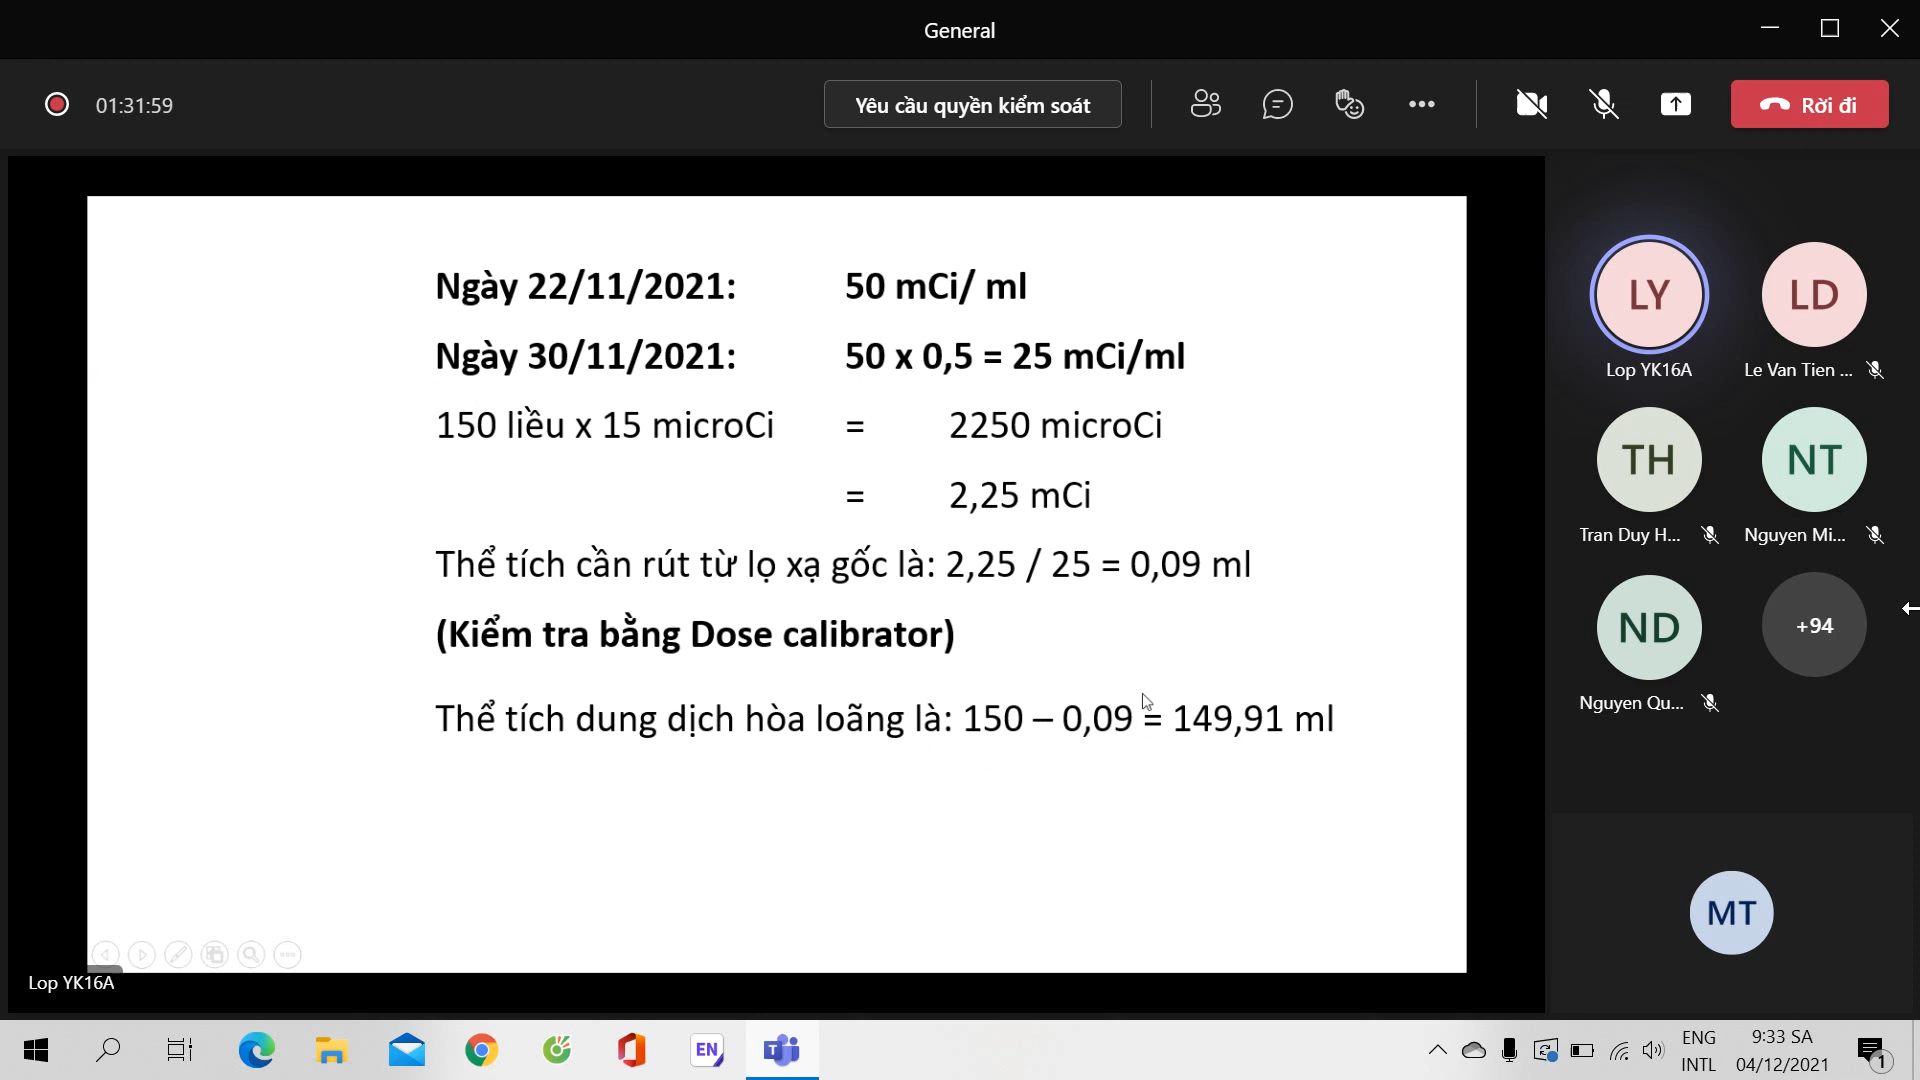 General
01:31:59
Yêu cầu quyền kiểm soát
Rời đi
Ngày 22/11/2021: 50 mCi/ ml
Ngày 30/11/2021: 50 x 0,5 = 25 mCi/ml
150 liều x 15 microCi = 2250 microCi
= 2,25 mCi
Thể tích cần rút từ lọ xạ gốc là: 2,25 / 25 = 0,09 ml
(Kiểm tra bằng Dose calibrator)
Thể tích dung dịch hòa loãng là: 150 – 0,09 = 149,91 ml
Lop YK16A
LY
Lop YK16A
LD
Le Van Tien ...
TH
Tran Duy H...
NT
Nguyen Mi...
ND
Nguyen Qu...
+94
MT
EN
T
ENG
INTL
9:33 SA
04/12/2021
1